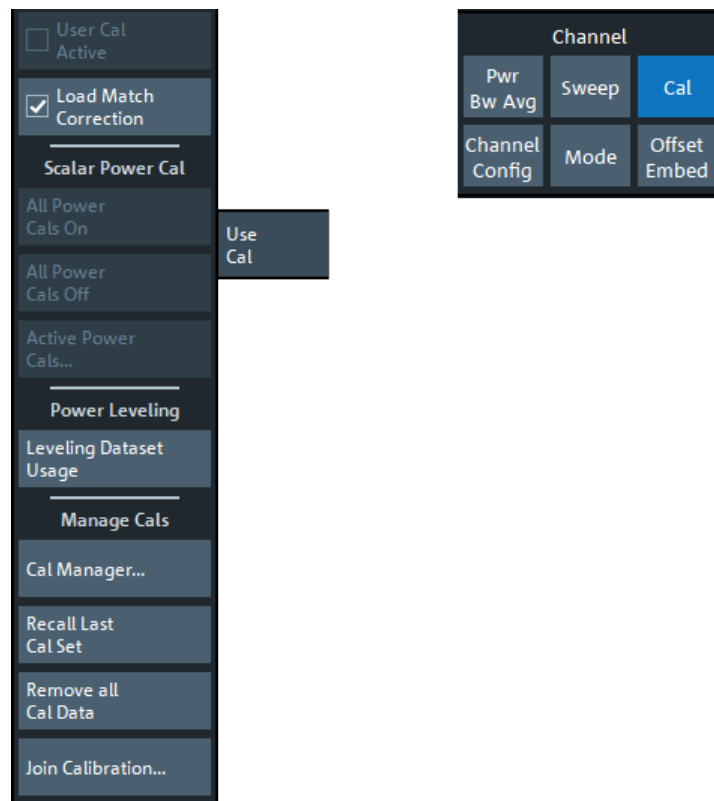 User Cal
Active
Load Match
Correction
Scalar Power Cal
All Power
Cals On
All Power
Cals Off
Active Power
Cals...
Power Leveling
Leveling Dataset
Usage
Manage Cals
Cal Manager...
Recall Last
Cal Set
Remove all
Cal Data
Join Calibration...
Use
Cal
Channel
Pwr
Bw Avg
Sweep
Cal
Channel
Config
Mode
Offset
Embed